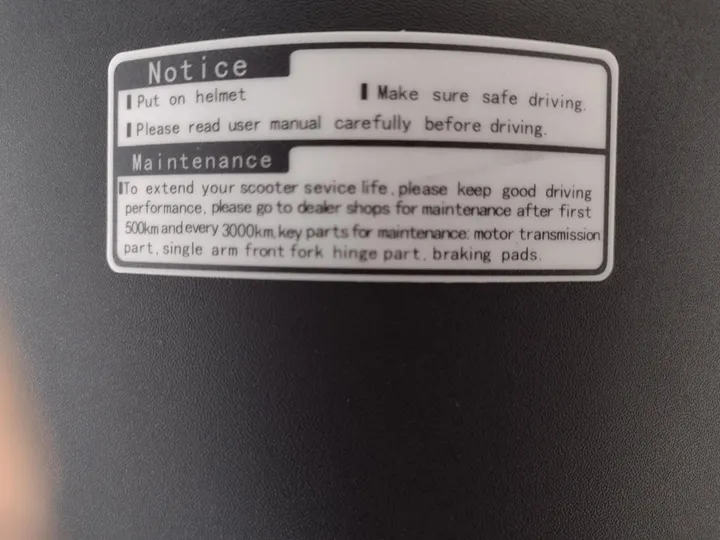 Notice
Put on helmet
Make sure safe driving.
Please read user manual carefully before driving.
Maintenance
To extend your scooter sevice life, please keep good driving
performance, please go to dealer shops for maintenance after first
500km and every 3000km, key parts for maintenance: motor transmission
part, single arm front fork hinge part, braking pads.